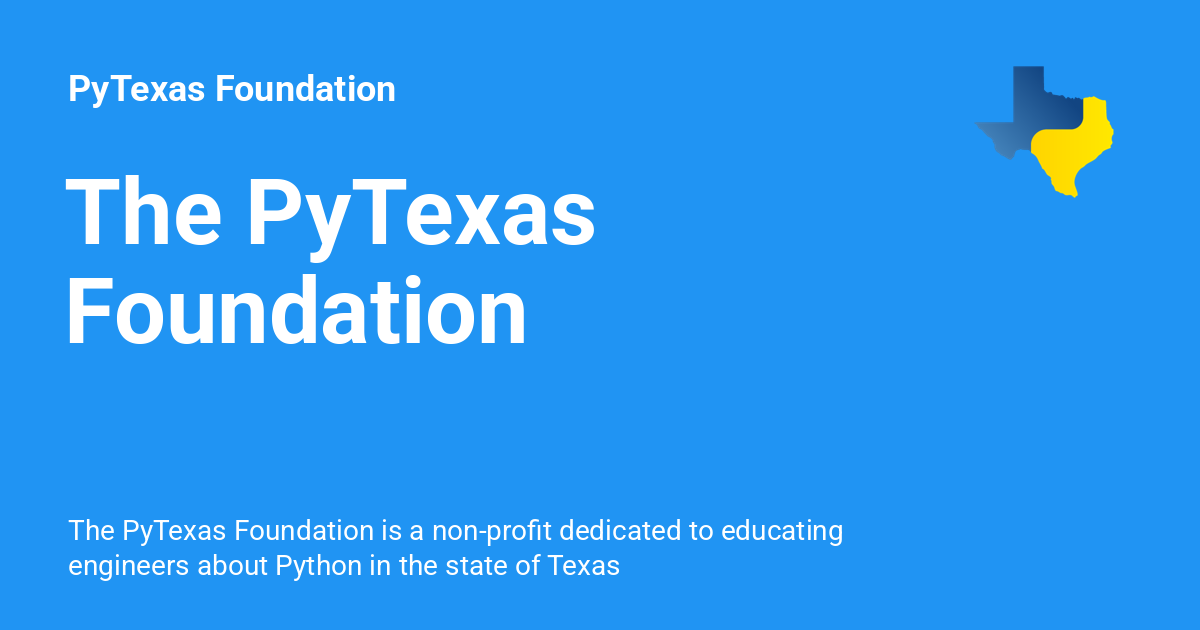 PyTexas Foundation
The PyTexas
Foundation
The PyTexas Foundation is a non-profit dedicated to educating
engineers about Python in the state of Texas